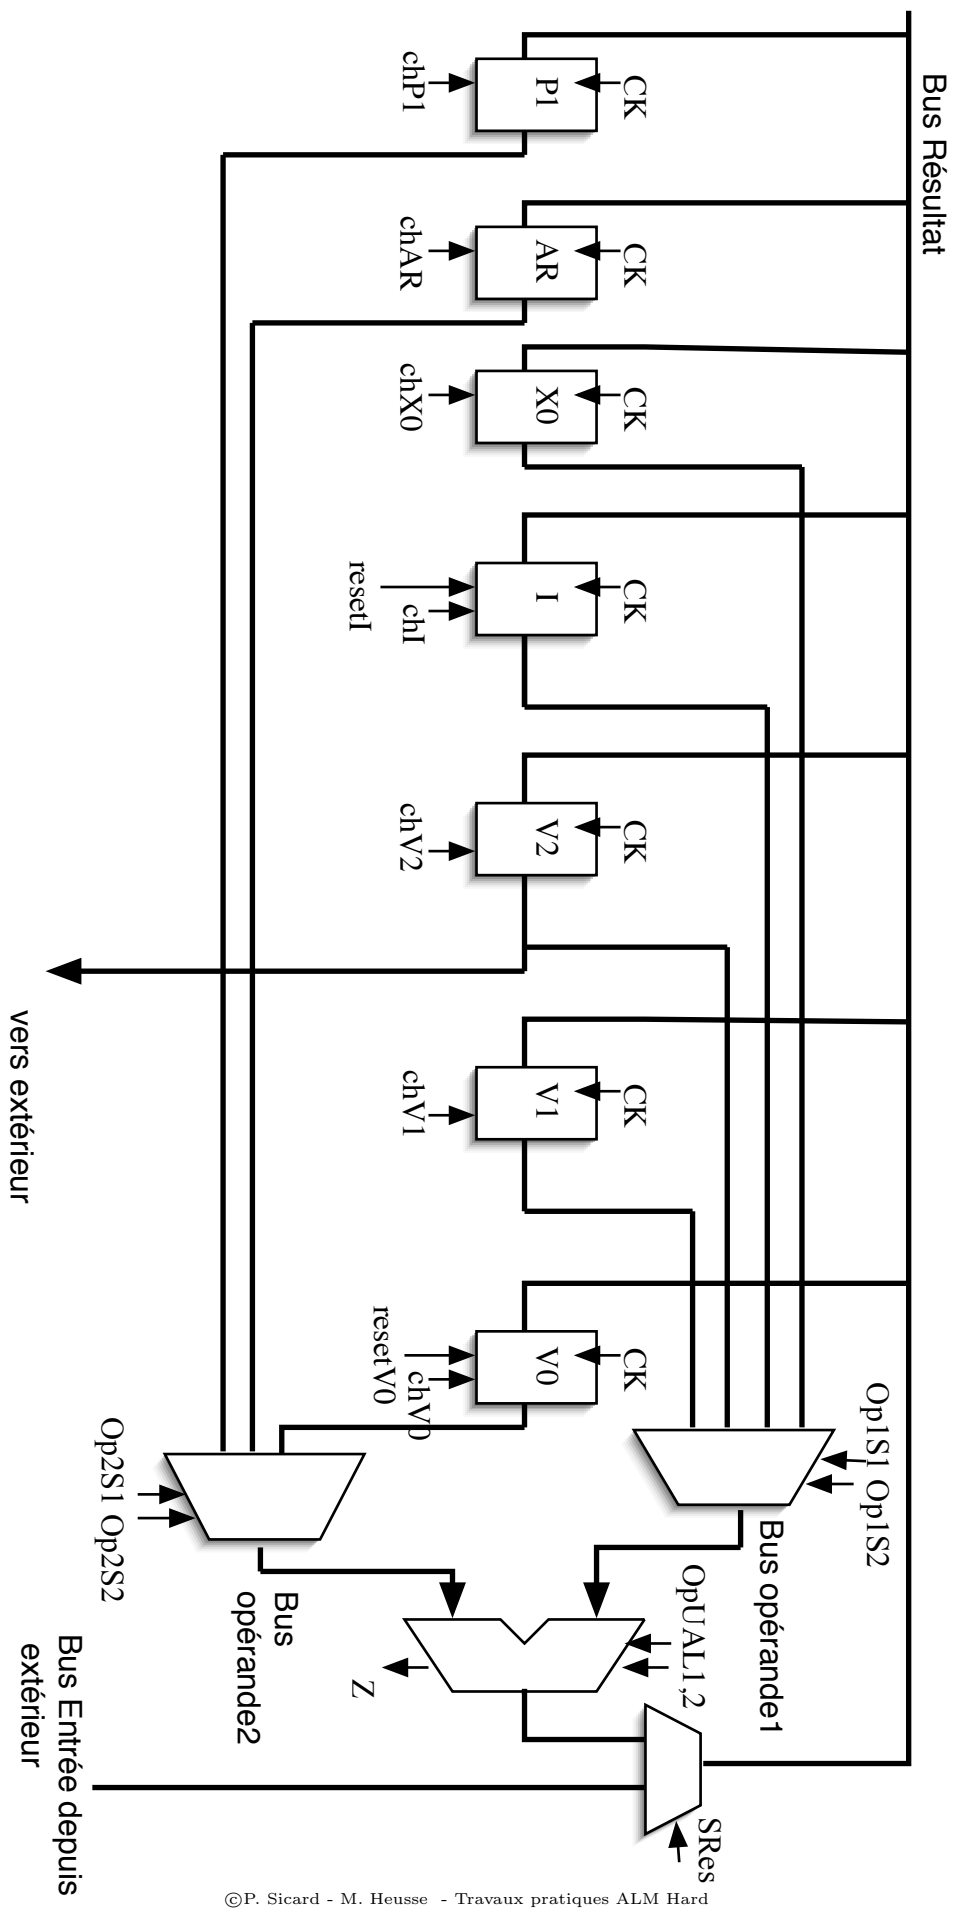 Bus Résultat
CK
P1
chP1
CK
AR
chAR
CK
X0
chX0
CK
I
chI
resetI
CK
V2
chV2
vers extérieur
CK
V1
chV1
CK
V0
chV0
resetV0
Op1S1 Op1S2
Bus opérande1
Op2S1 Op2S2
Bus
opérande2
OpUAL1,2
Z
SRes
Bus Entrée depuis
extérieur
©P. Sicard - M. Heusse - Travaux pratiques ALM Hard